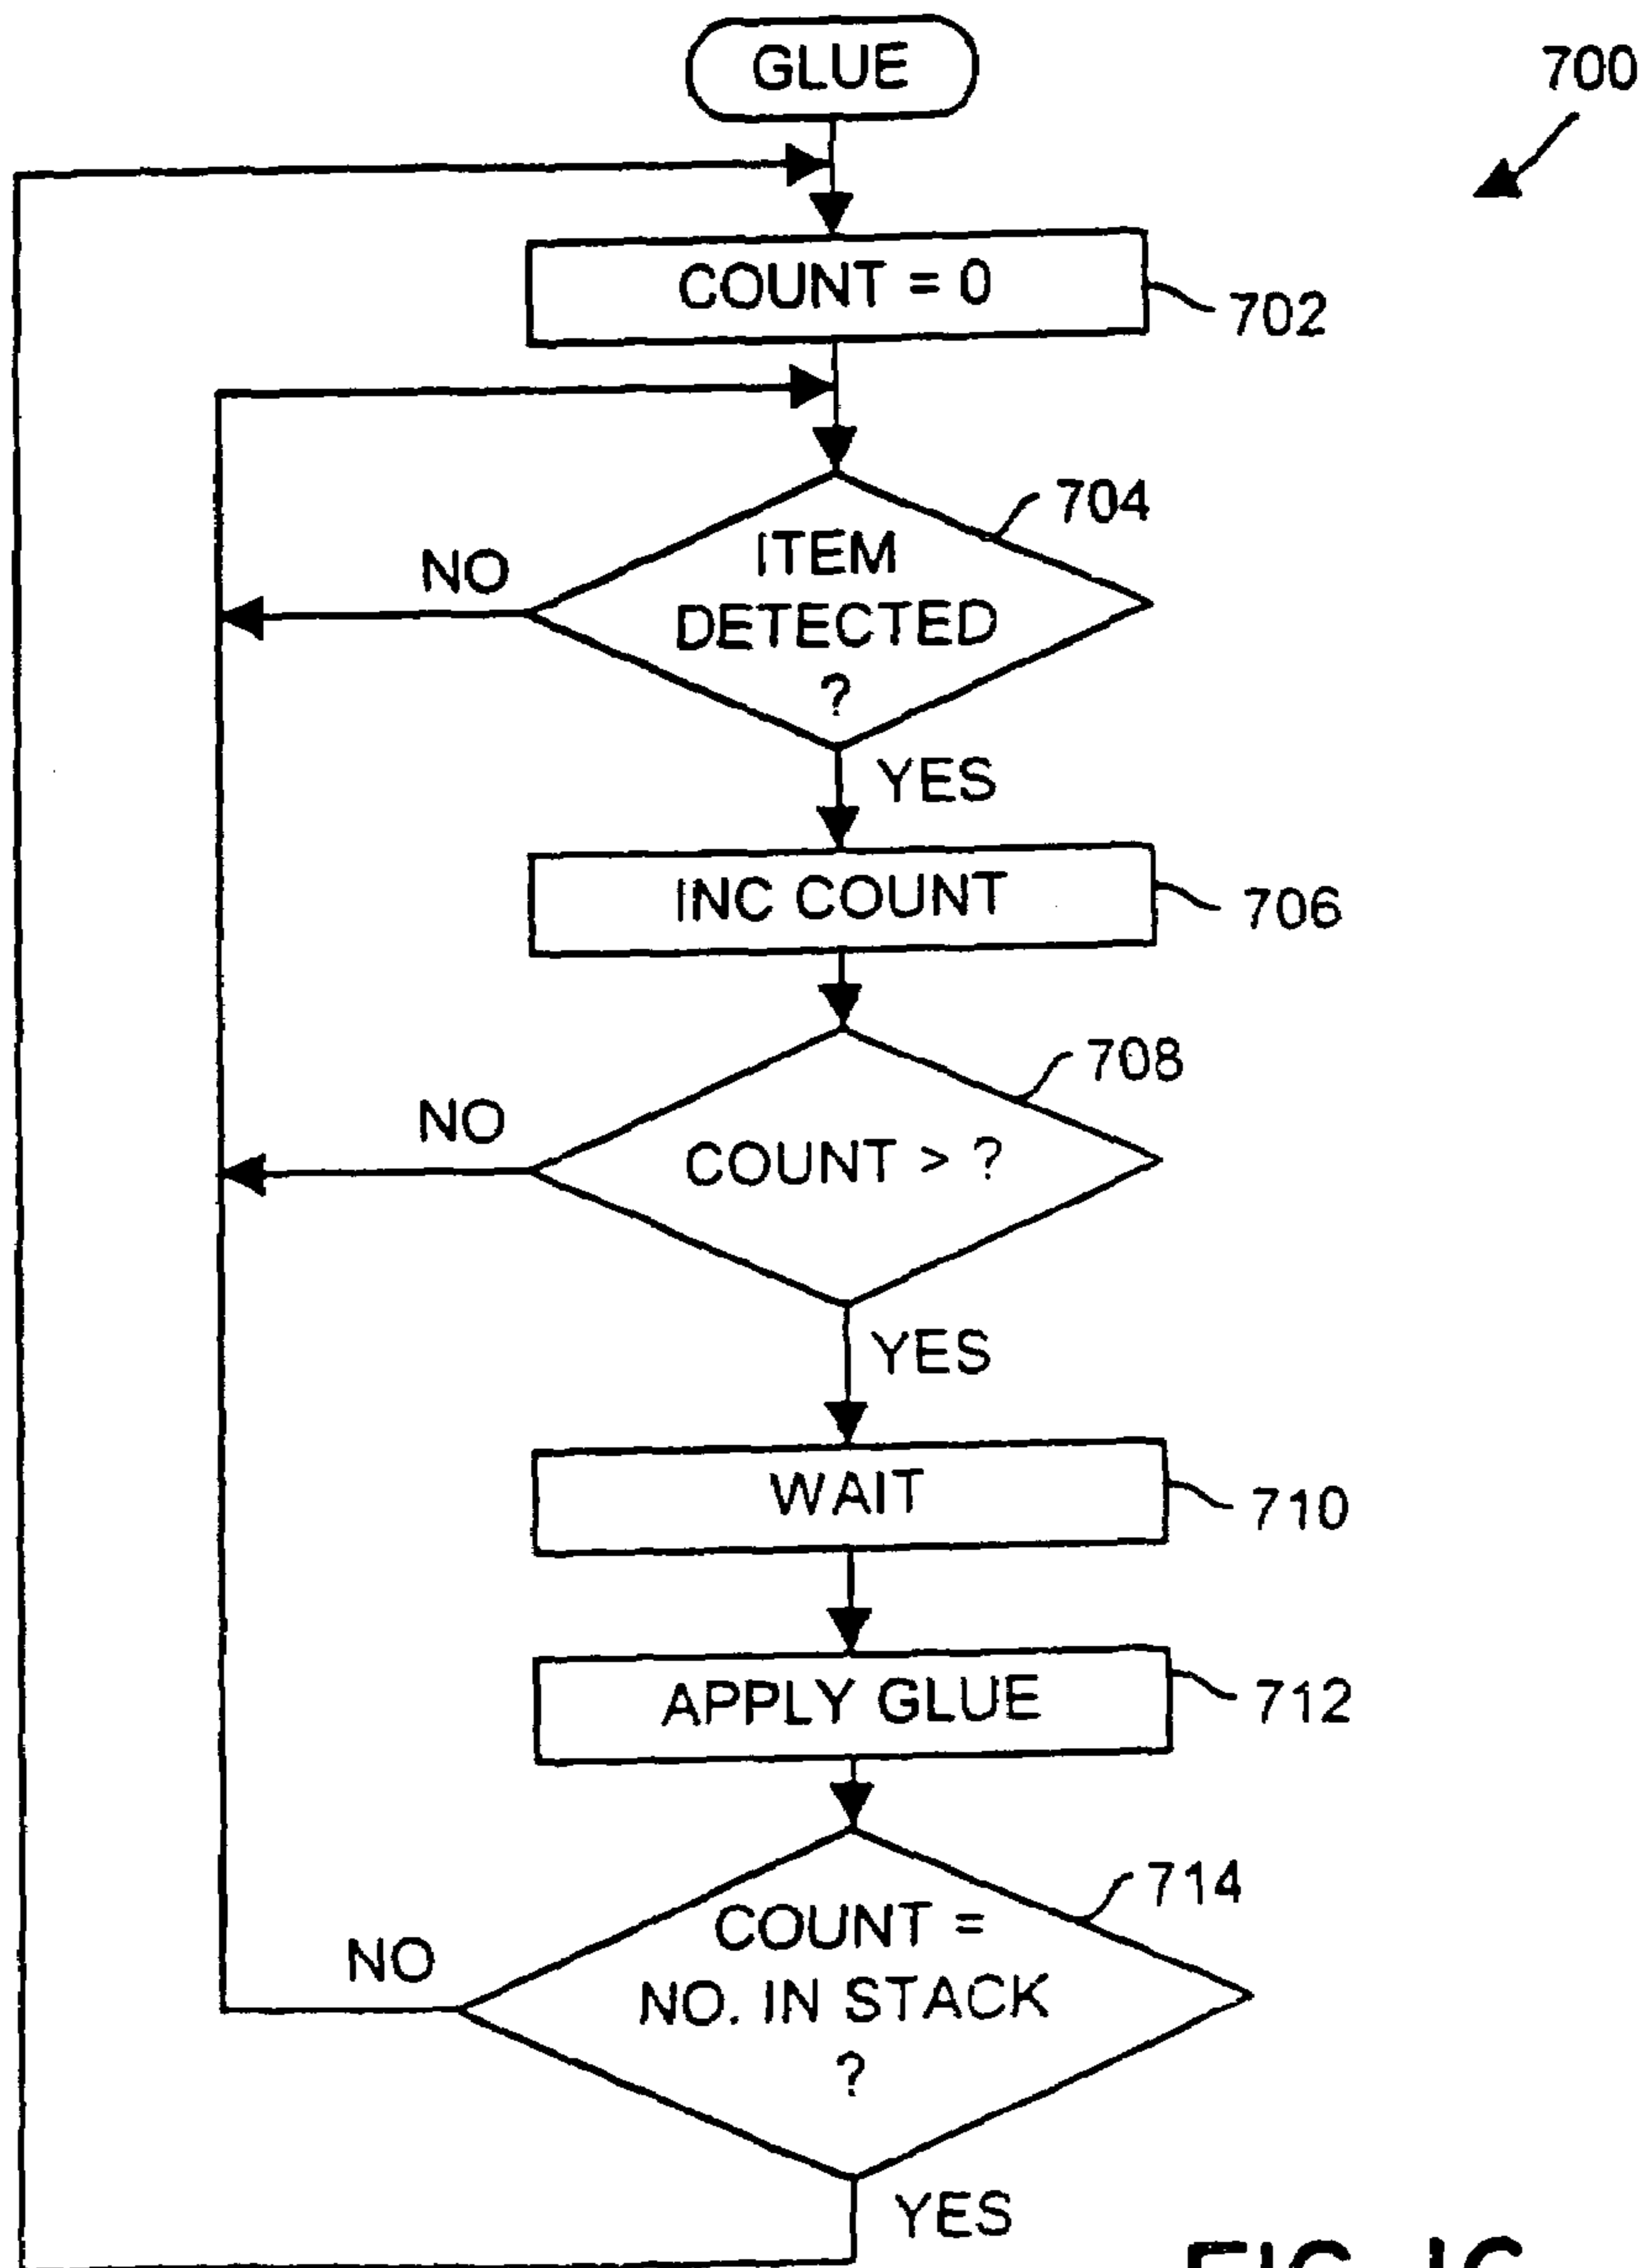 GLUE
700
COUNT = 0
702
704
ITEM
DETECTED
?
NO
YES
INC COUNT
706
708
NO
COUNT > ?
YES
WAIT
710
APPLY GLUE
712
714
COUNT =
NO. IN STACK
?
NO
YES